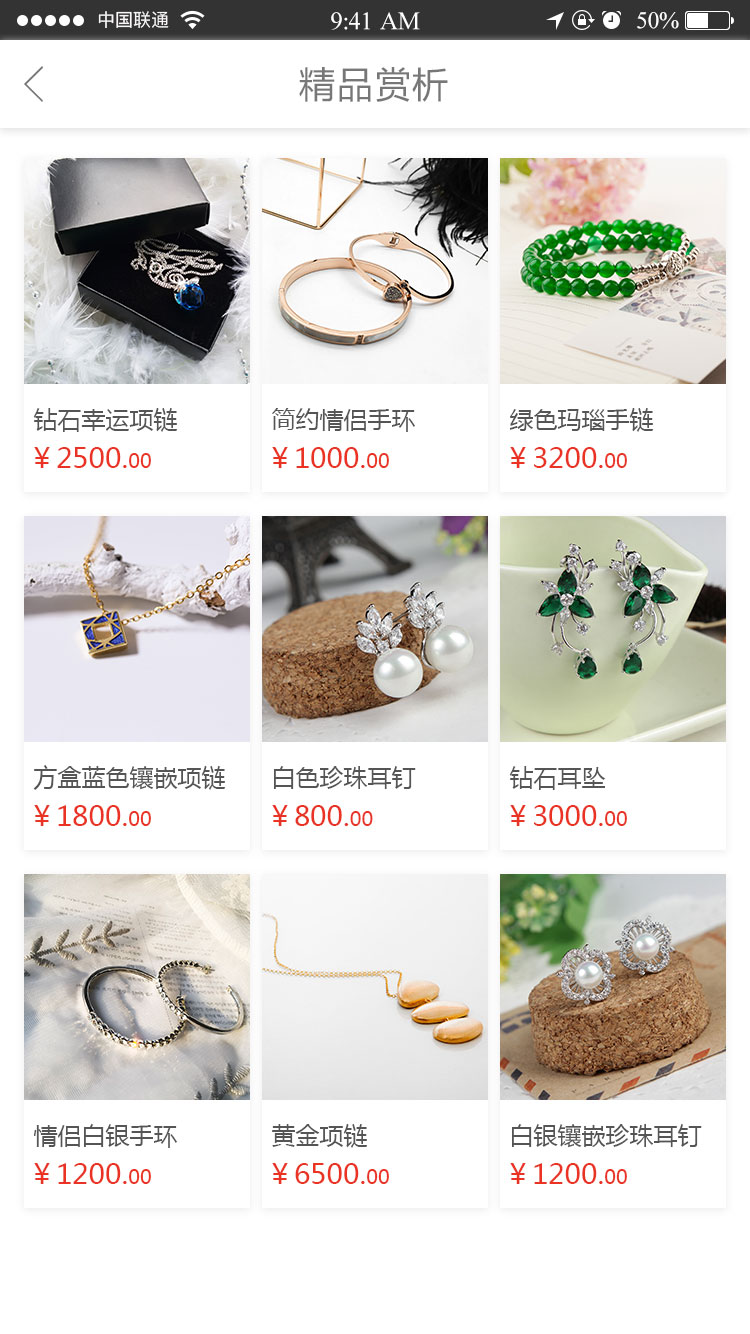 中国联通 9:41 AM 50%
精品赏析
钻石幸运项链 简约情侣手环 绿色玛瑙手链
¥ 2500.00 ¥ 1000.00 ¥ 3200.00
方盒蓝色镶嵌项链 白色珍珠耳钉 钻石耳坠
¥ 1800.00 ¥ 800.00 ¥ 3000.00
情侣白银手环 黄金项链 白银镶嵌珍珠耳钉
¥ 1200.00 ¥ 6500.00 ¥ 1200.00